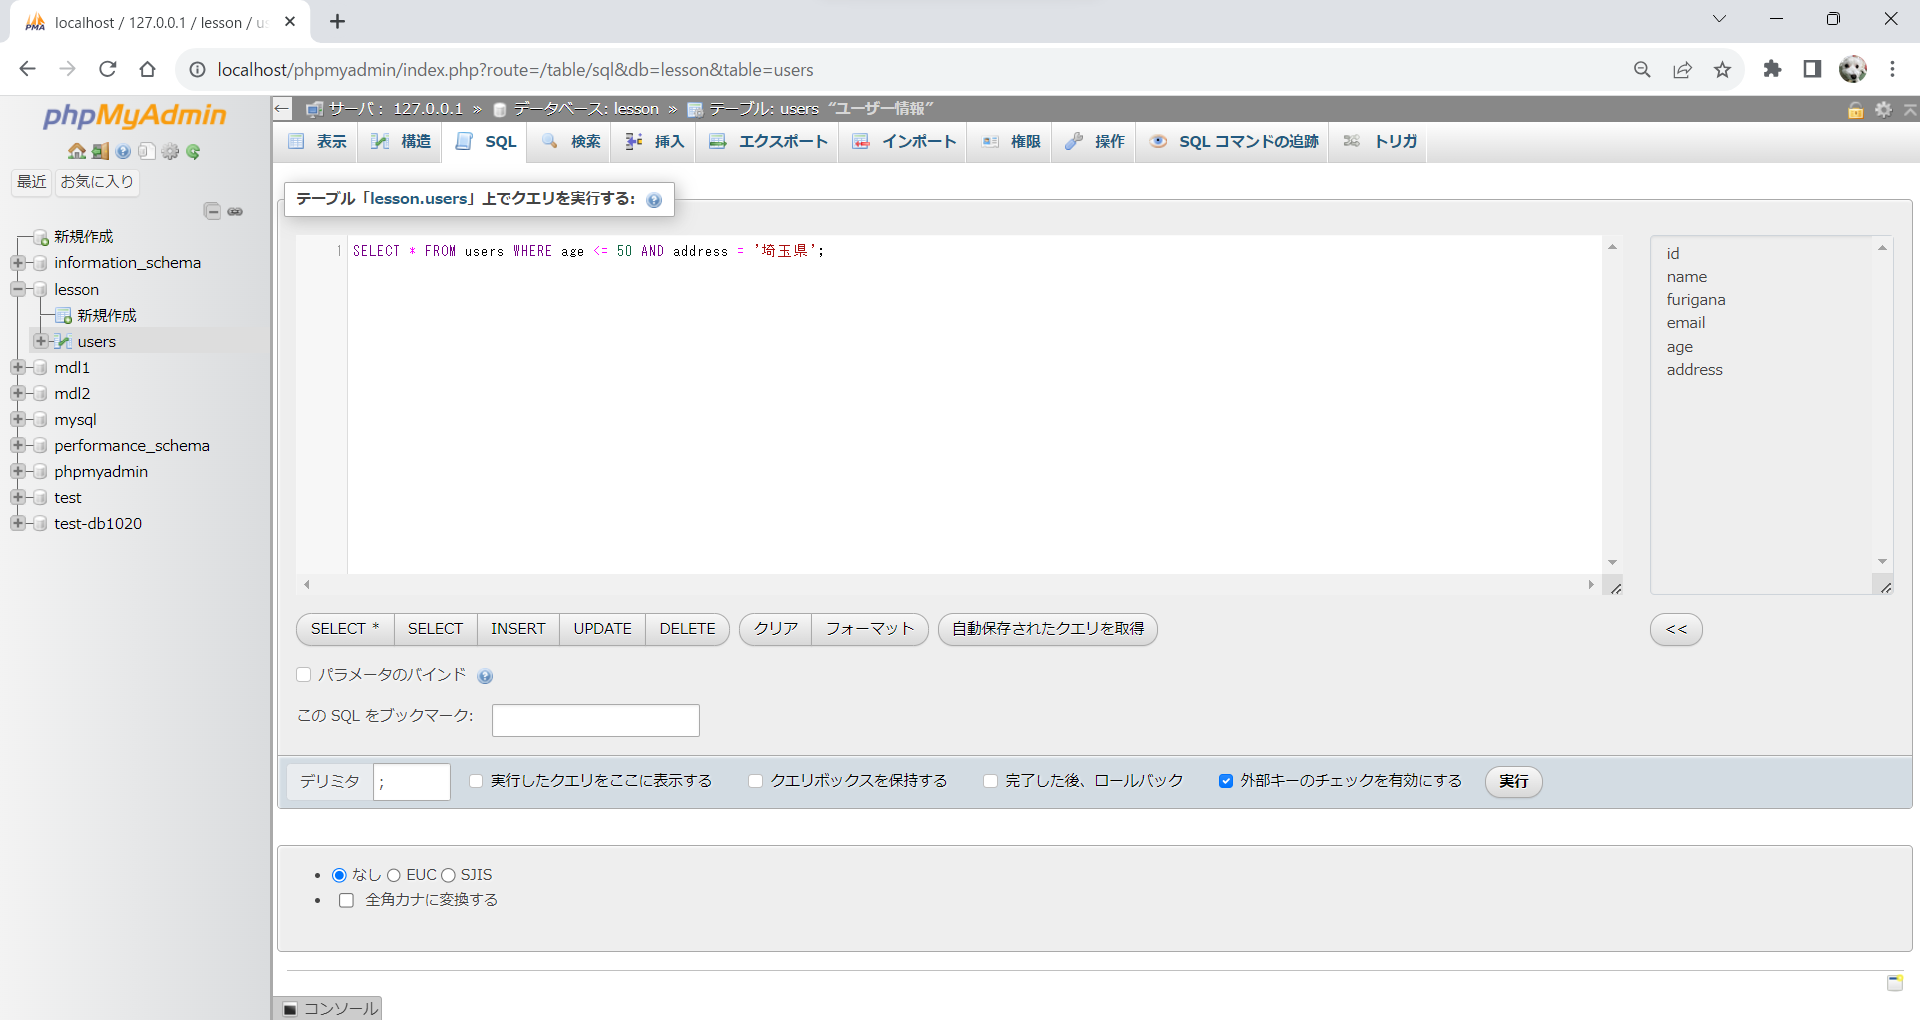 localhost / 127.0.0.1 / lesson / us
localhost/phpmyadmin/index.php?route=/table/sql&db=lesson&table=users
phpMyAdmin
最近 お気に入り
新規作成
information_schema
lesson
新規作成
users
mdl1
mdl2
mysql
performance_schema
phpmyadmin
test
test-db1020
サーバ: 127.0.0.1 » データベース: lesson » テーブル: users “ユーザー情報”
表示 構造 SQL 検索 挿入 エクスポート インポート 権限 操作 SQL コマンドの追跡 トリガ
テーブル「lesson.users」上でクエリを実行する:
1 SELECT * FROM users WHERE age <= 50 AND address = '埼玉県';
id
name
furigana
email
age
address
SELECT * SELECT INSERT UPDATE DELETE クリア フォーマット 自動保存されたクエリを取得 <<
パラメータのバインド
この SQL をブックマーク:
デリミタ ; 実行したクエリをここに表示する クエリボックスを保持する 完了した後、ロールバック 外部キーのチェックを有効にする 実行
• なし EUC SJIS
• 全角カナに変換する
コンソール